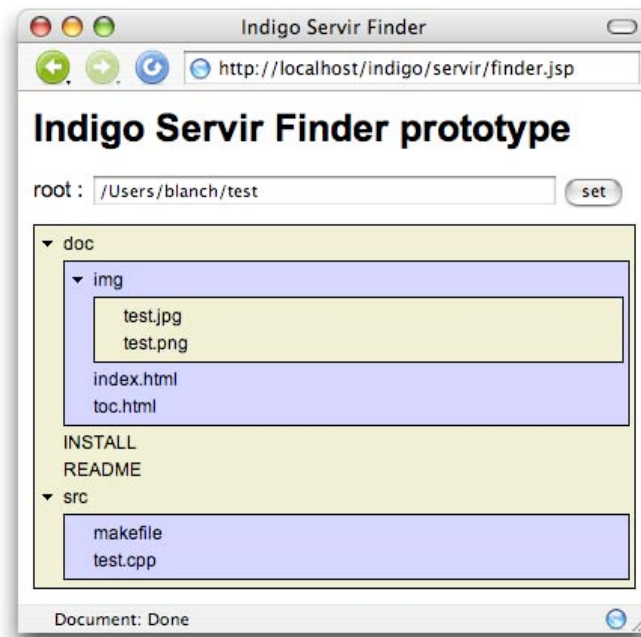 Indigo Servir Finder
http://localhost/indigo/servir/finder.jsp
Indigo Servir Finder prototype
root : /Users/blanch/test set
doc
img
test.jpg
test.png
index.html
toc.html
INSTALL
README
src
makefile
test.cpp
Document: Done